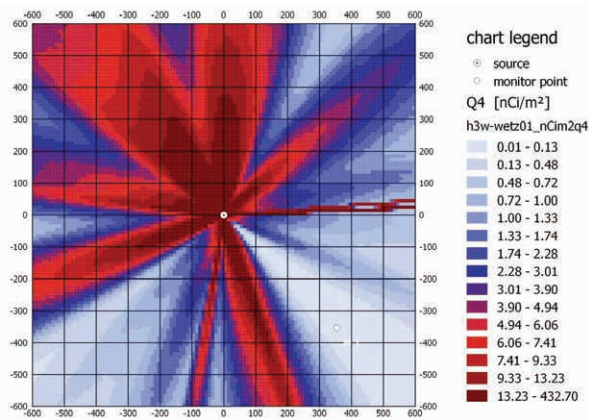 -600 -500 -400 -300 -200 -100 0 100 200 300 400 500 600
600 600
500 500
400 400
300 300
200 200
100 100
0 0
-100 -100
-200 -200
-300 -300
-400 -400
-500 -500
-600 -600
-600 -500 -400 -300 -200 -100 0 100 200 300 400 500 600
chart legend
source
monitor point
Q4 [nCi/m²]
h3w-wetz01_nCim2q4
0.01 - 0.13
0.13 - 0.48
0.48 - 0.72
0.72 - 1.00
1.00 - 1.33
1.33 - 1.74
1.74 - 2.28
2.28 - 3.01
3.01 - 3.90
3.90 - 4.94
4.94 - 6.06
6.06 - 7.41
7.41 - 9.33
9.33 - 13.23
13.23 - 432.70